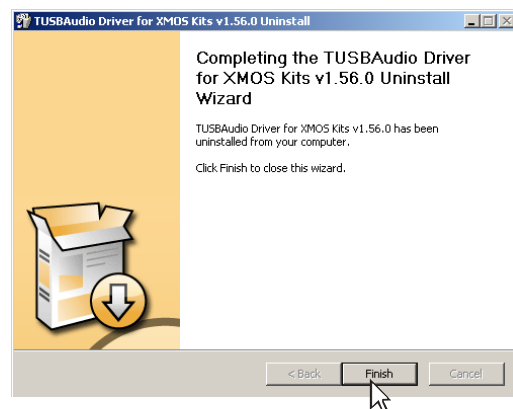 TUSBAudio Driver for XMOS Kits v1.56.0 Uninstall
Completing the TUSBAudio Driver
for XMOS Kits v1.56.0 Uninstall
Wizard
TUSBAudio Driver for XMOS Kits v1.56.0 has been
uninstalled from your computer.
Click Finish to close this wizard.
< Back Finish Cancel